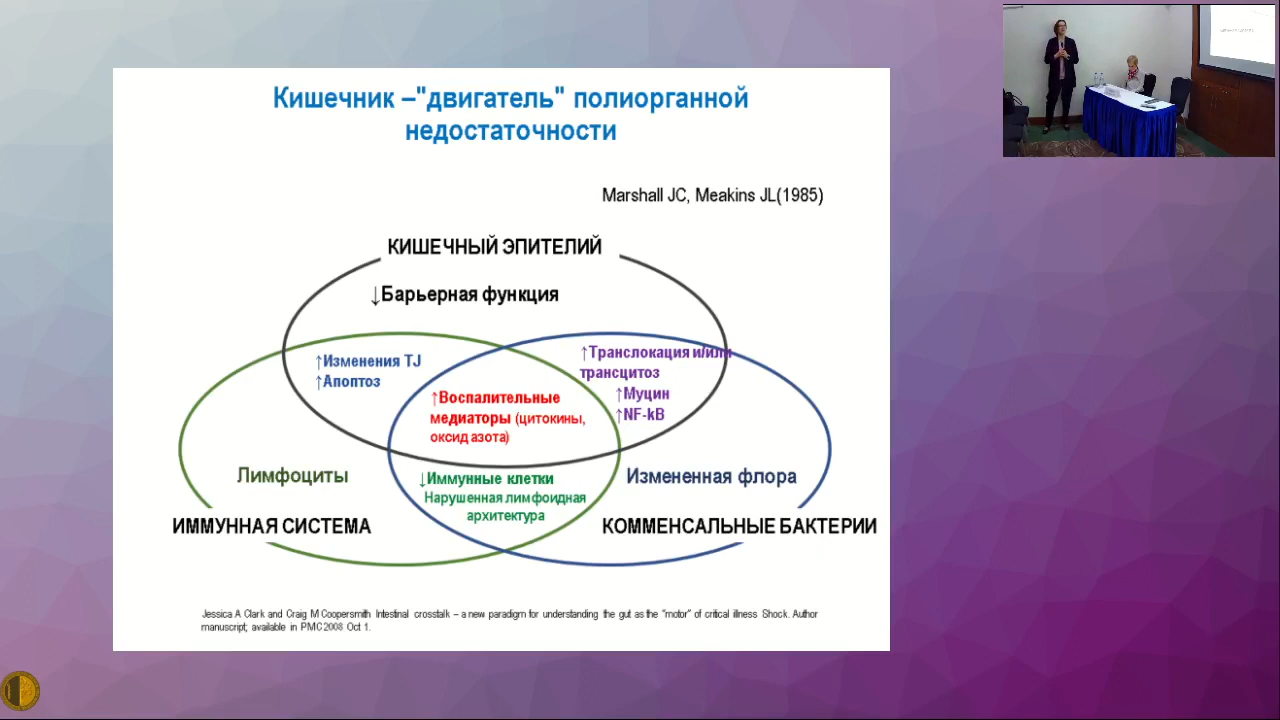 Кишечник –"двигатель" полиорганной
недостаточности
Marshall JC, Meakins JL(1985)
КИШЕЧНЫЙ ЭПИТЕЛИЙ
↓Барьерная функция
↑Изменения TJ
↑Апоптоз
↑Транслокация и/или
трансцитоз
↑Муцин
↑NF-kB
↑Воспалительные
медиаторы (цитокины,
оксид азота)
Лимфоциты
↓Иммунные клетки
Нарушенная лимфоидная
архитектура
Измененная флора
ИММУННАЯ СИСТЕМА
КОММЕНСАЛЬНЫЕ БАКТЕРИИ
Jessica A Clark and Craig M Coopersmith Intestinal crosstalk – a new paradigm for understanding the gut as the "motor" of critical illness Shock. Author
manuscript; available in PMC 2008 Oct 1.